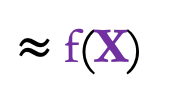 ≈ f(X)